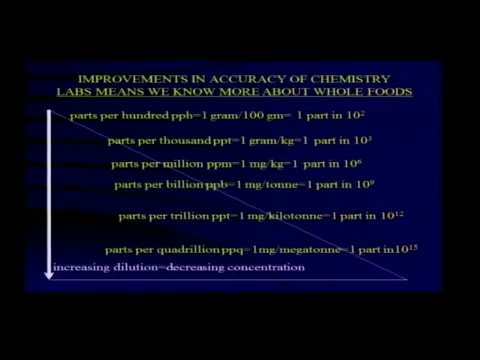 IMPROVEMENTS IN ACCURACY OF CHEMISTRY
LABS MEANS WE KNOW MORE ABOUT WHOLE FOODS
parts per hundred pph=1 gram/100 gm= 1 part in 10²
parts per thousand ppt=1 gram/kg=1 part in 10³
parts per million ppm=1 mg/kg=1 part in 10⁶
parts per billion ppb=1 mg/tonne=1 part in 10⁹
parts per trillion ppt=1 mg/kilotonne=1 part in 10¹²
parts per quadrillion ppq=1mg/megatonne=1 part in10¹⁵
increasing dilution=decreasing concentration